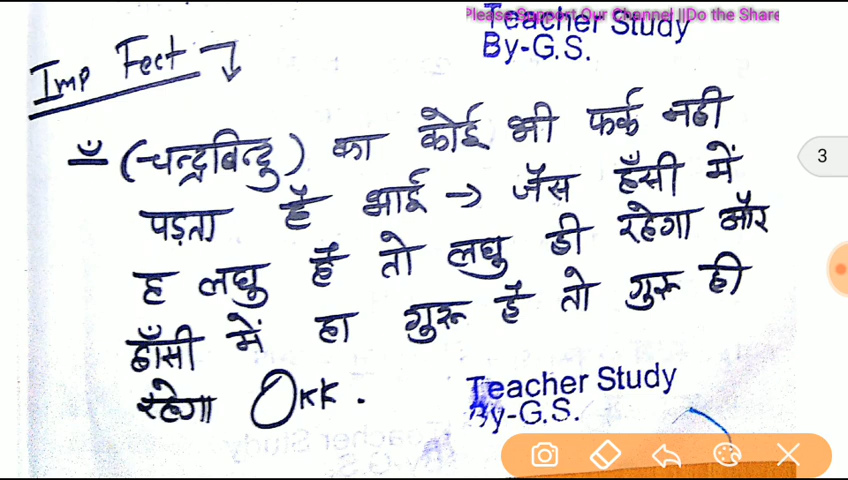 Please Support Our Channel ||Do the Share
Teacher Study
By-G.S.
Imp Fect
ँ (चन्द्रबिन्दु) का कोई भी फर्क नही
पड़ता है भाई → जैस हँसी में
ह लघु है तो लघु ही रहेगा और
हाँसी में हा गुरू है तो गुरू ही
रहेगा Okk.
Teacher Study
By-G.S.
3